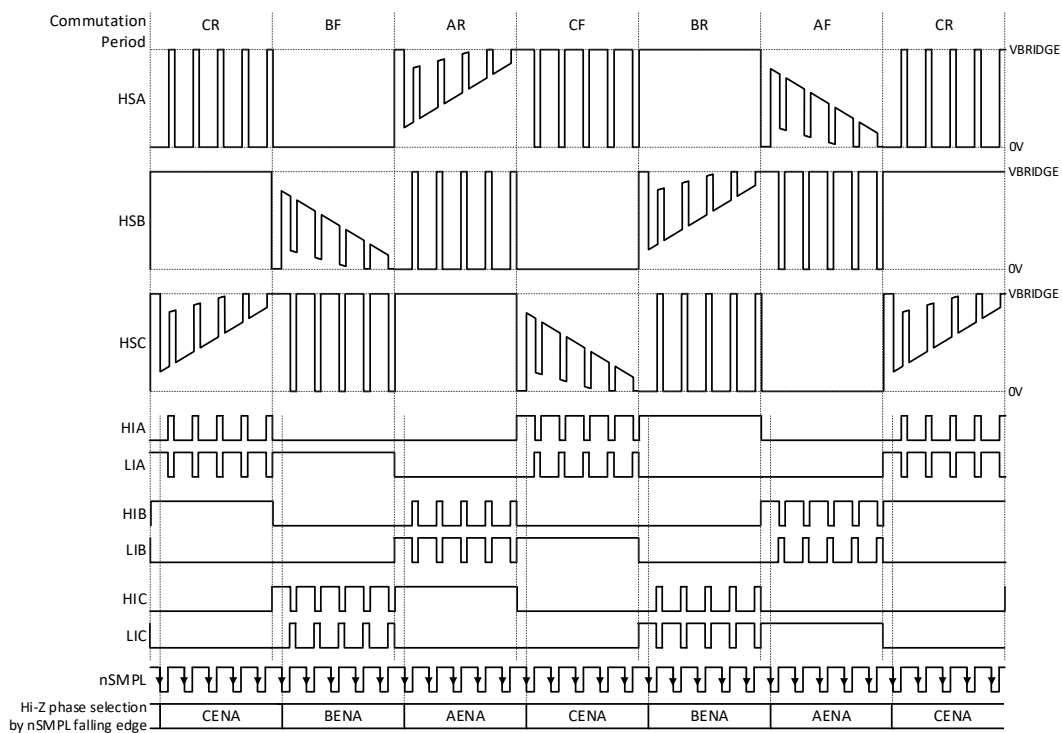 Commutation
Period
CR BF AR CF BR AF CR
VBRIDGE
HSA
0V
VBRIDGE
HSB
0V
VBRIDGE
HSC
0V
HIA
LIA
HIB
LIB
HIC
LIC
nSMPL
Hi-Z phase selection
by nSMPL falling edge
CENA BENA AENA CENA BENA AENA CENA